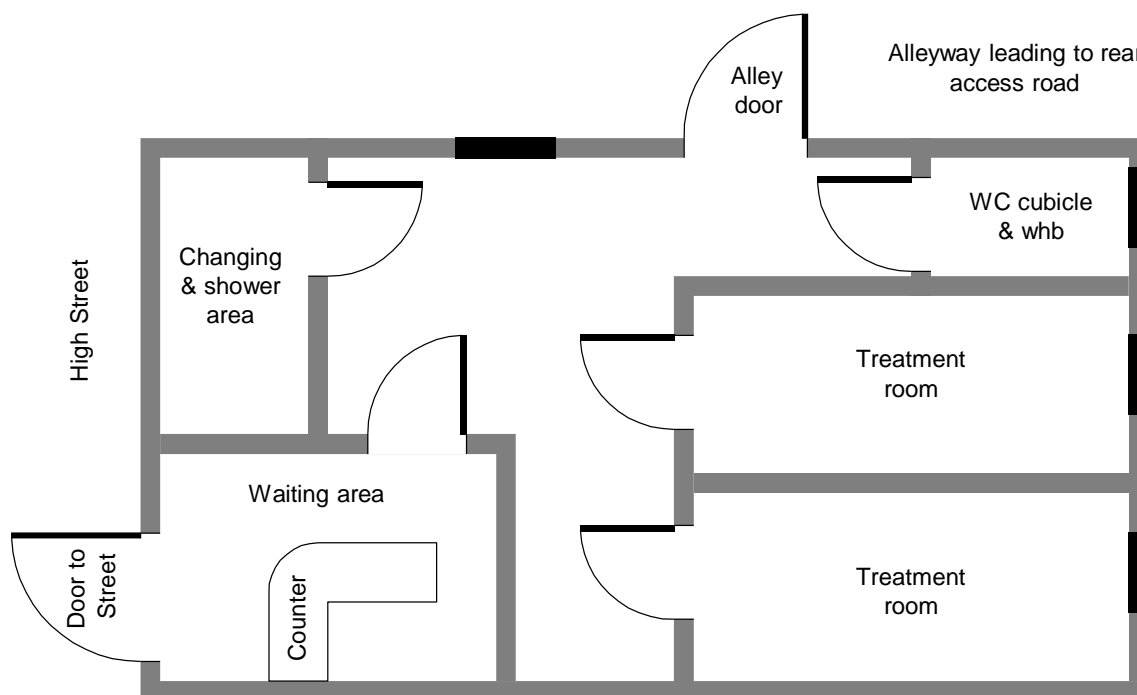 Alley
door
Alleyway leading to rear
access road
WC cubicle
& whb
Changing
& shower
area
High Street
Treatment
room
Waiting area
Door to
Street
Counter
Treatment
room